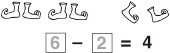 6 – 2 = 4